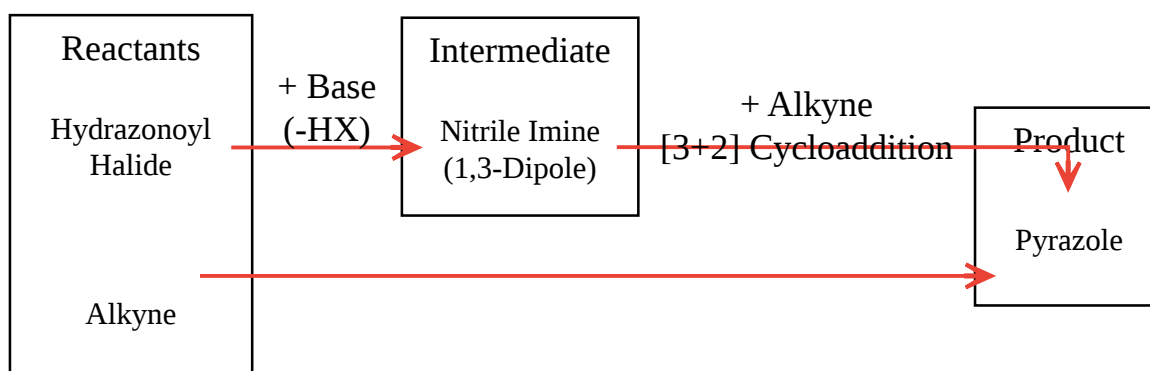 Reactants
Hydrazonoyl
Halide
Alkyne
+ Base
(-HX)
Intermediate
Nitrile Imine
(1,3-Dipole)
+ Alkyne
[3+2] Cycloaddition
Product
Pyrazole